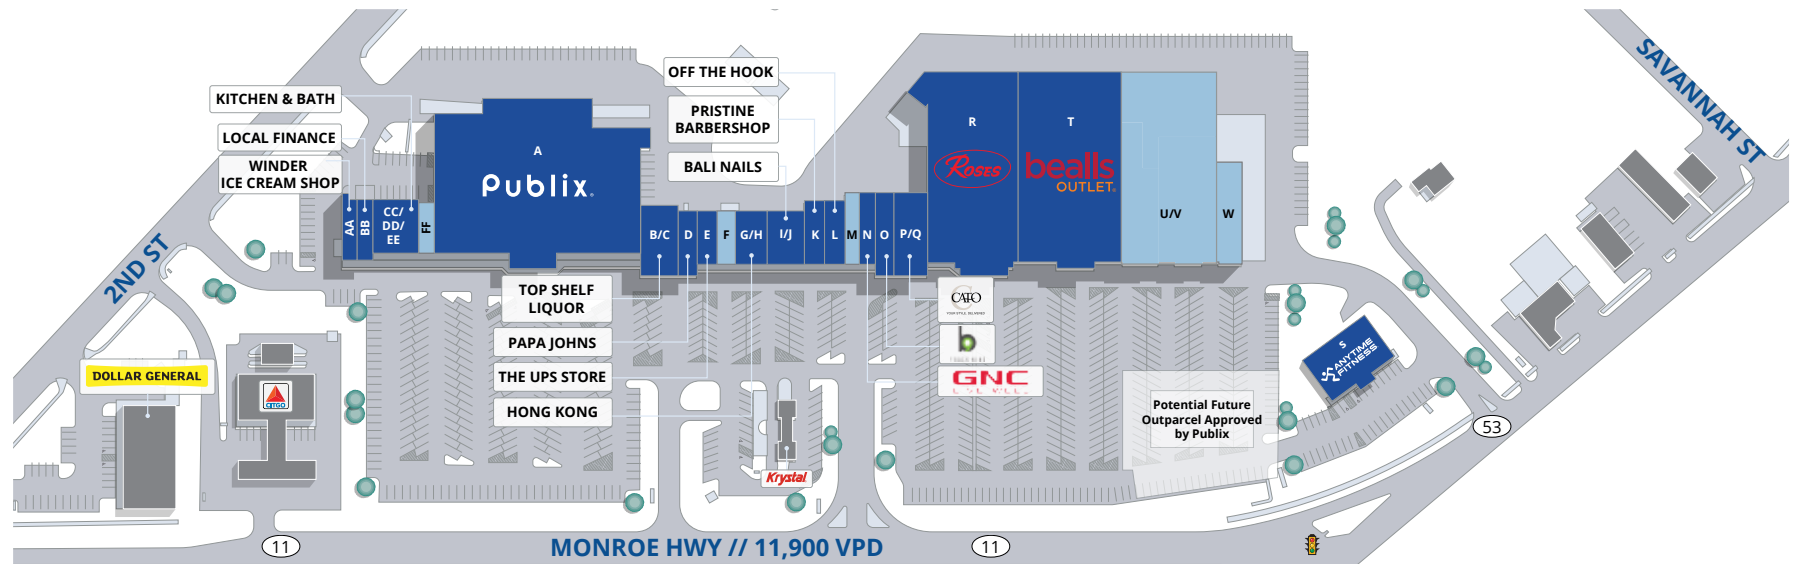 OFF THE HOOK
KITCHEN & BATH
PRISTINE
BARBERSHOP
LOCAL FINANCE
WINDER
ICE CREAM SHOP
BALI NAILS
SAVANNAH ST
2ND ST
A
Publix
R
ROSES
T
bealls
OUTLET
U/V
W
AA
BB
CC/
DD/
EE
FF
B/C
D
E
F
G/H
I/J
K
L
M
N
O
P/Q
TOP SHELF
LIQUOR
PAPA JOHNS
THE UPS STORE
HONG KONG
CATO
b
GNC
LIVE WELL
DOLLAR GENERAL
CITGO
Krystal
S
ANYTIME
FITNESS
Potential Future
Outparcel Approved
by Publix
53
11
MONROE HWY // 11,900 VPD
11